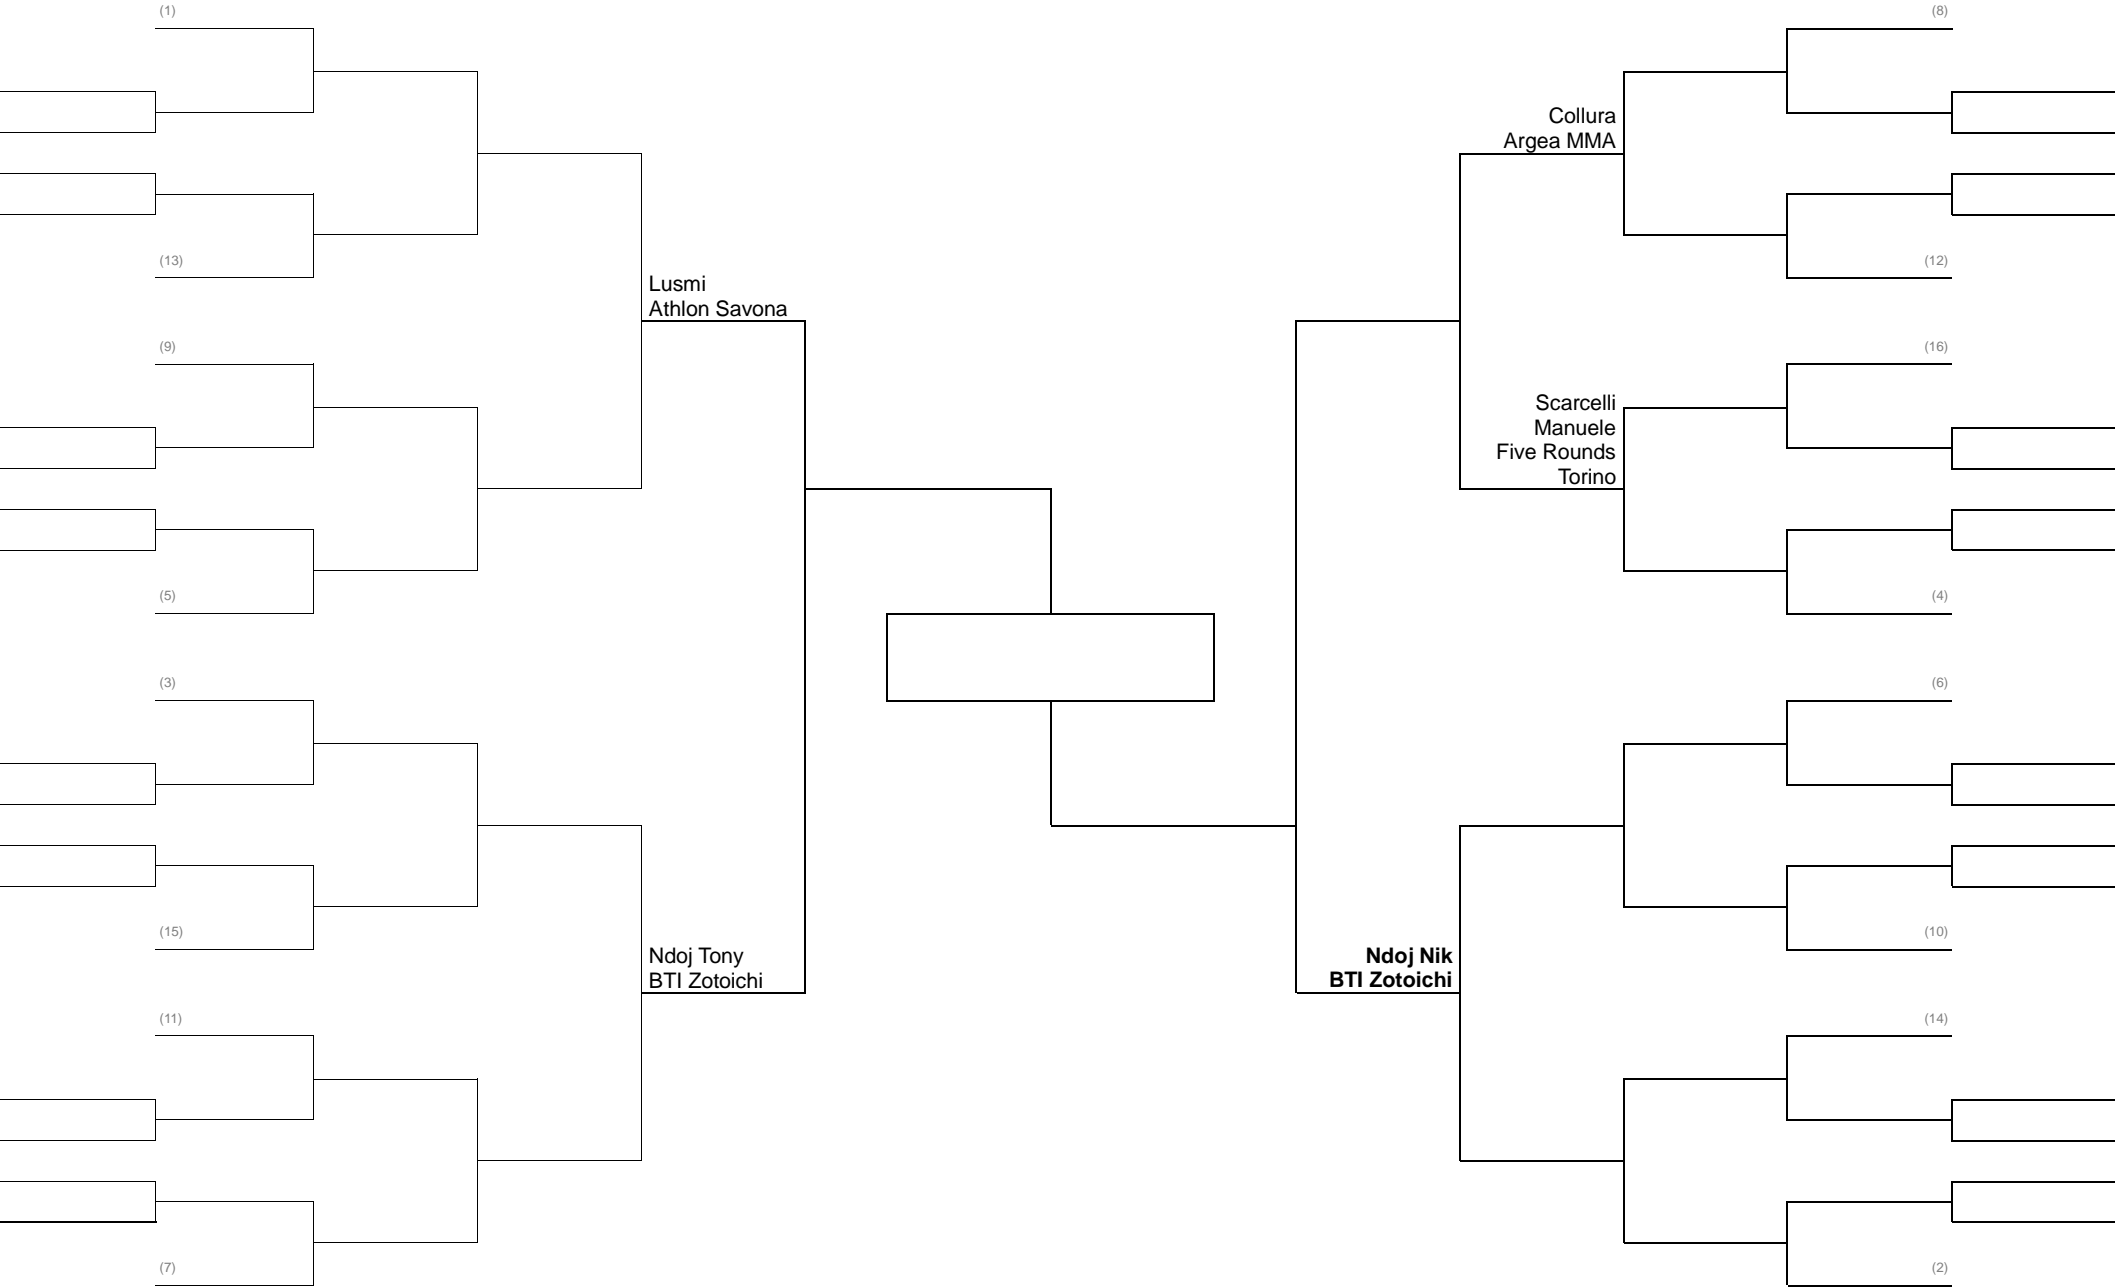 (1)
(13)
(9)
(5)
(3)
(15)
(11)
(7)
Lusmi
Athlon Savona
Ndoj Tony
BTI Zotoichi
Collura
Argea MMA
Scarcelli
Manuele
Five Rounds
Torino
Ndoj Nik
BTI Zotoichi
(8)
(12)
(16)
(4)
(6)
(10)
(14)
(2)